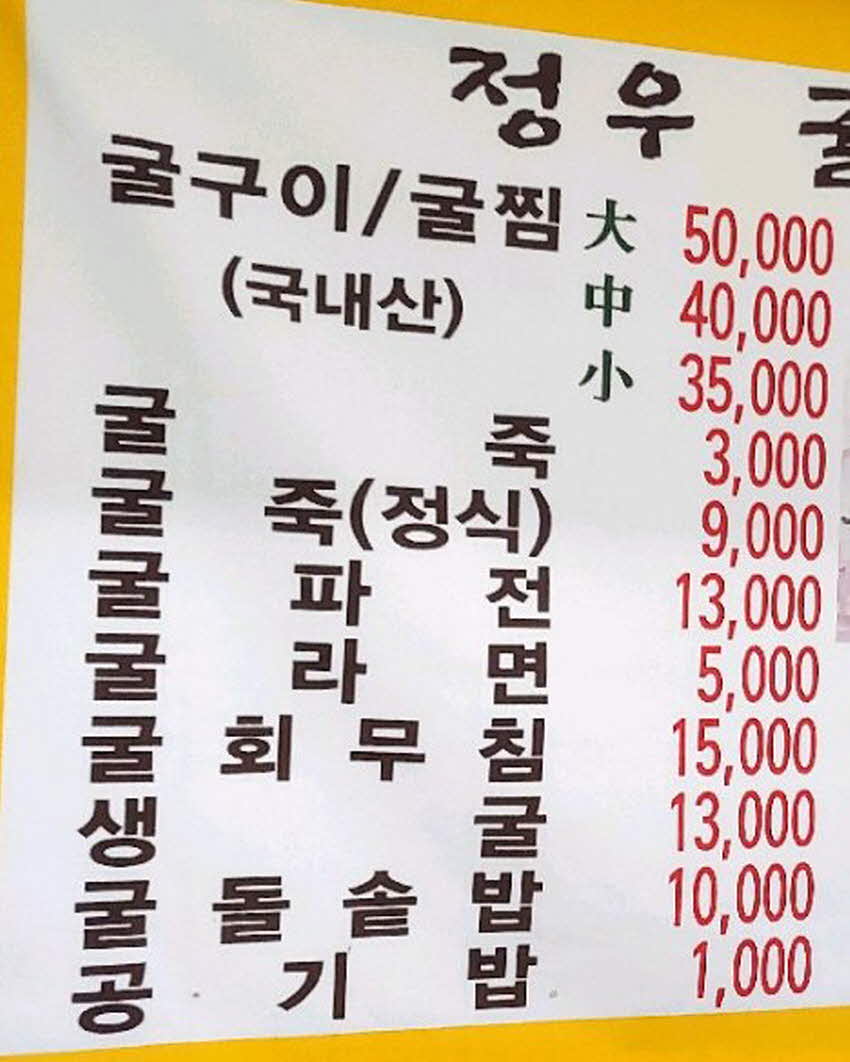 정우
굴구이/굴찜 大 50,000
(국내산) 中 40,000
小 35,000
굴 죽 3,000
굴 죽(정식) 9,000
굴 파 전 13,000
굴 라 면 5,000
굴 회 무 침 15,000
생 굴 13,000
굴 돌 솥 밥 10,000
공 기 밥 1,000